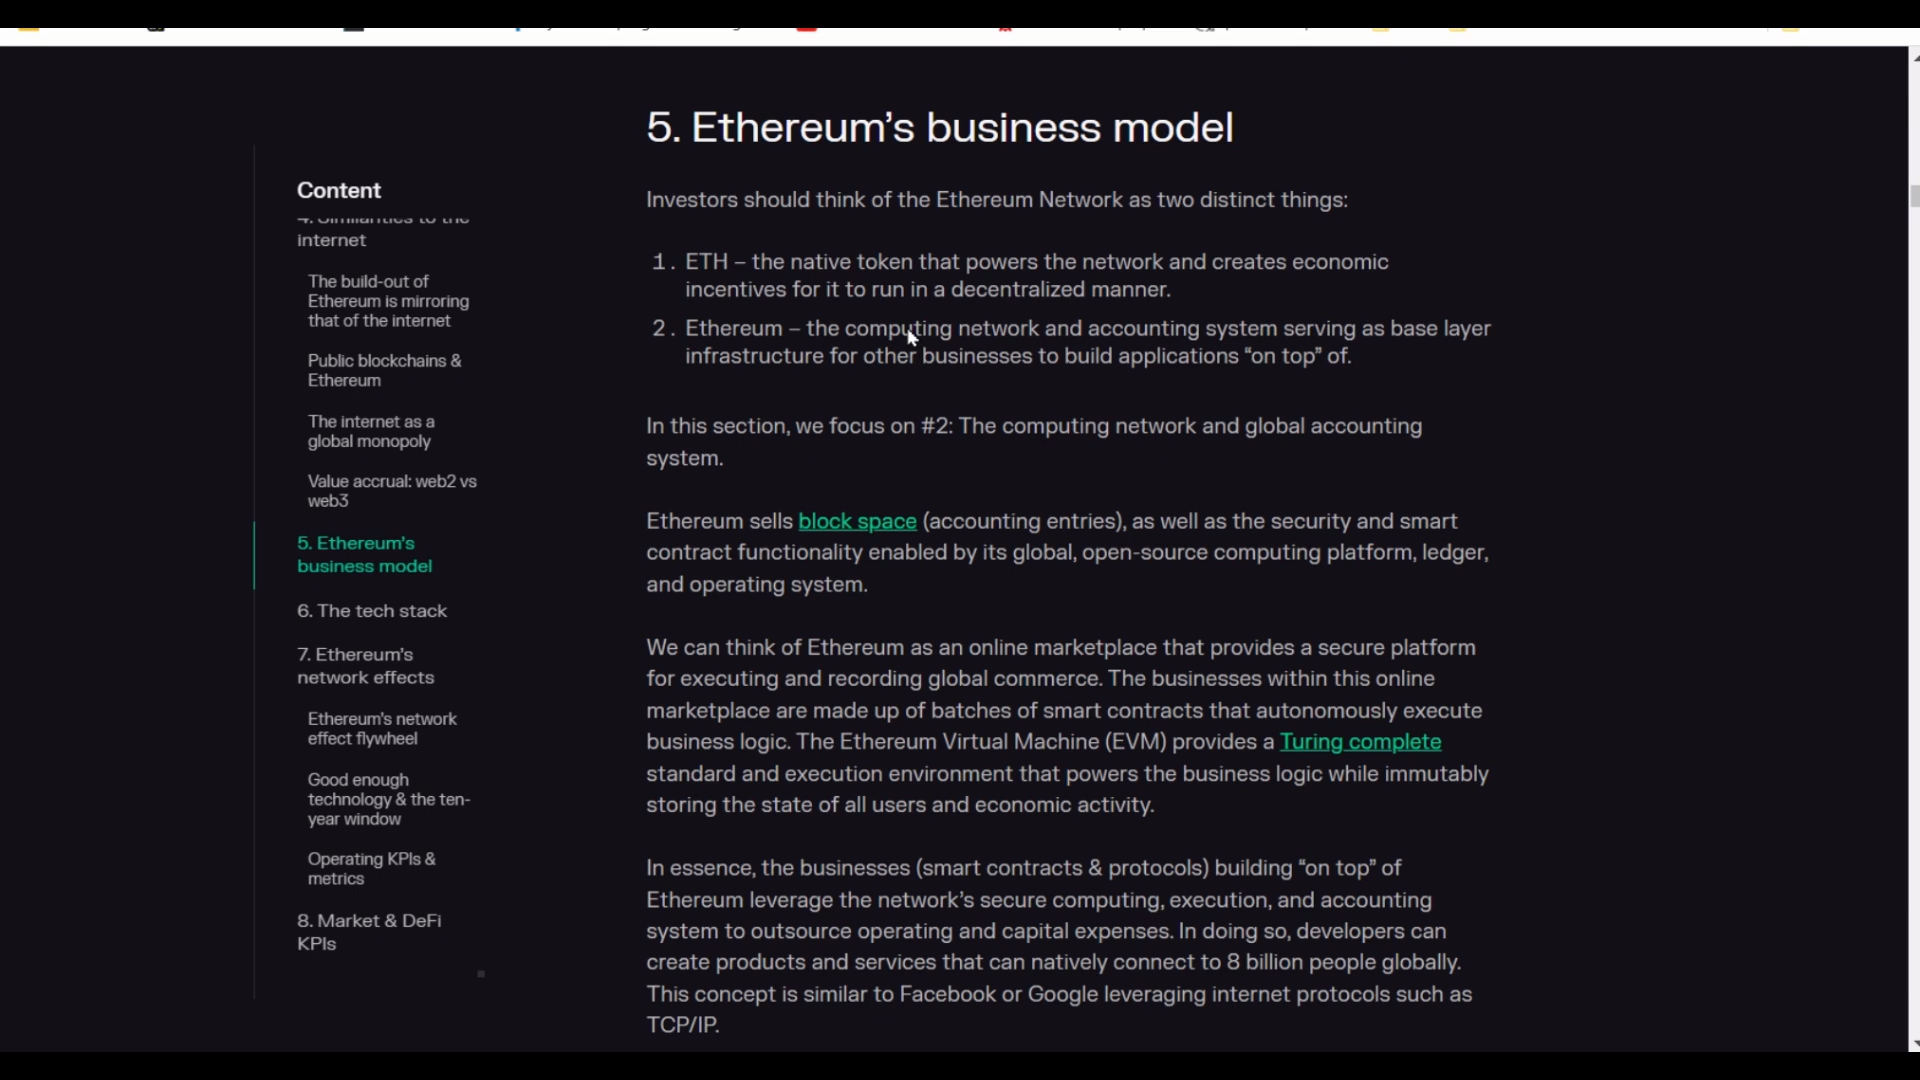 5. Ethereum's business model
Content
internet
The build-out of
Ethereum is mirroring
that of the internet
Public blockchains &
Ethereum
The internet as a
global monopoly
Value accrual: web2 vs
web3
5. Ethereum's
business model
6. The tech stack
7. Ethereum's
network effects
Ethereum's network
effect flywheel
Good enough
technology & the ten-
year window
Operating KPIs &
metrics
8. Market & DeFi
KPIs
Investors should think of the Ethereum Network as two distinct things:
1. ETH – the native token that powers the network and creates economic
incentives for it to run in a decentralized manner.
2. Ethereum – the computing network and accounting system serving as base layer
infrastructure for other businesses to build applications “on top” of.
In this section, we focus on #2: The computing network and global accounting
system.
Ethereum sells block space (accounting entries), as well as the security and smart
contract functionality enabled by its global, open-source computing platform, ledger,
and operating system.
We can think of Ethereum as an online marketplace that provides a secure platform
for executing and recording global commerce. The businesses within this online
marketplace are made up of batches of smart contracts that autonomously execute
business logic. The Ethereum Virtual Machine (EVM) provides a Turing complete
standard and execution environment that powers the business logic while immutably
storing the state of all users and economic activity.
In essence, the businesses (smart contracts & protocols) building “on top” of
Ethereum leverage the network's secure computing, execution, and accounting
system to outsource operating and capital expenses. In doing so, developers can
create products and services that can natively connect to 8 billion people globally.
This concept is similar to Facebook or Google leveraging internet protocols such as
TCP/IP.